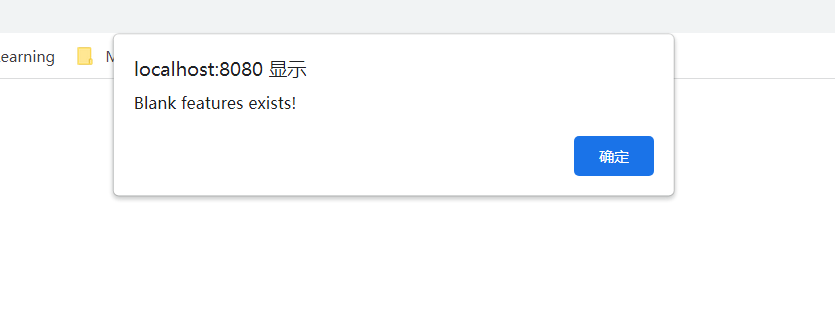 earning
localhost:8080 显示
Blank features exists!
确定